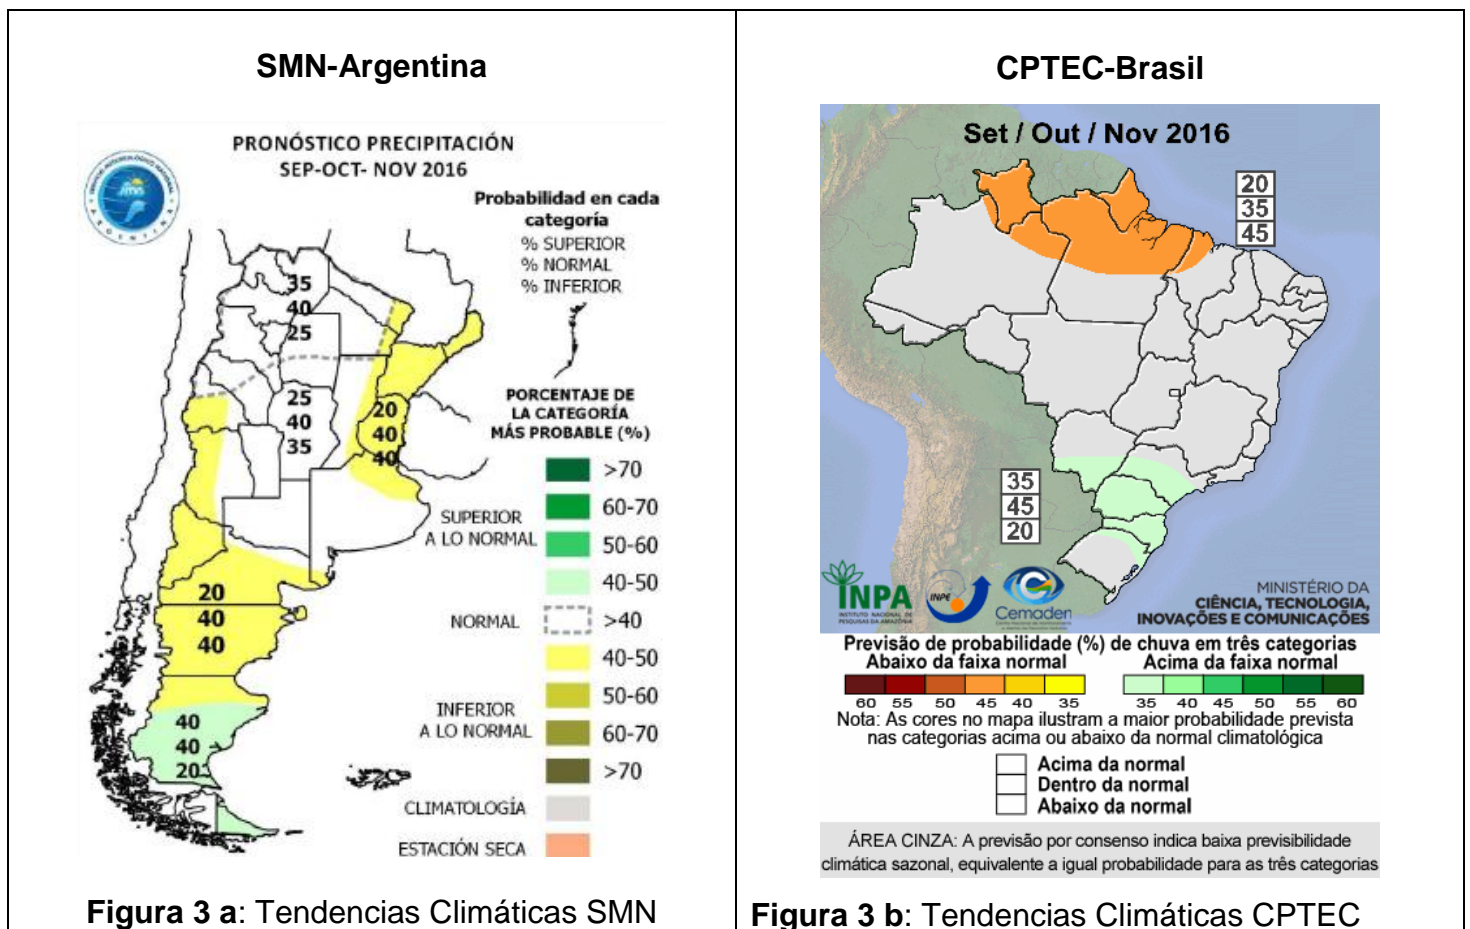 SMN-Argentina
PRONÓSTICO PRECIPITACIÓN
SEP-OCT- NOV 2016
Probabilidad en cada
categoría
% SUPERIOR
% NORMAL
% INFERIOR
35
40
25
25
40
35
20
40
40
20
40
40
40
40
20
PORCENTAJE DE
LA CATEGORÍA
MÁS PROBABLE (%)
SUPERIOR
A LO NORMAL
>70
60-70
50-60
40-50
NORMAL
>40
INFERIOR
A LO NORMAL
40-50
50-60
60-70
>70
CLIMATOLOGÍA
ESTACIÓN SECA
Figura 3 a: Tendencias Climáticas SMN
CPTEC-Brasil
Set / Out / Nov 2016
20
35
45
35
45
20
INPA
INSTITUTO NACIONAL DE
PESQUISAS DA AMAZÔNIA
INPE
Cemaden
MINISTÉRIO DA
CIÊNCIA, TECNOLOGIA,
INOVAÇÕES E COMUNICAÇÕES
Previsão de probabilidade (%) de chuva em três categorias
Abaixo da faixa normal Acima da faixa normal
60 55 50 45 40 35 35 40 45 50 55 60
Nota: As cores no mapa ilustram a maior probabilidade prevista
nas categorias acima ou abaixo da normal climatológica
Acima da normal
Dentro da normal
Abaixo da normal
ÁREA CINZA: A previsão por consenso indica baixa previsibilidade
climática sazonal, equivalente a igual probabilidade para as três categorias
Figura 3 b: Tendencias Climáticas CPTEC